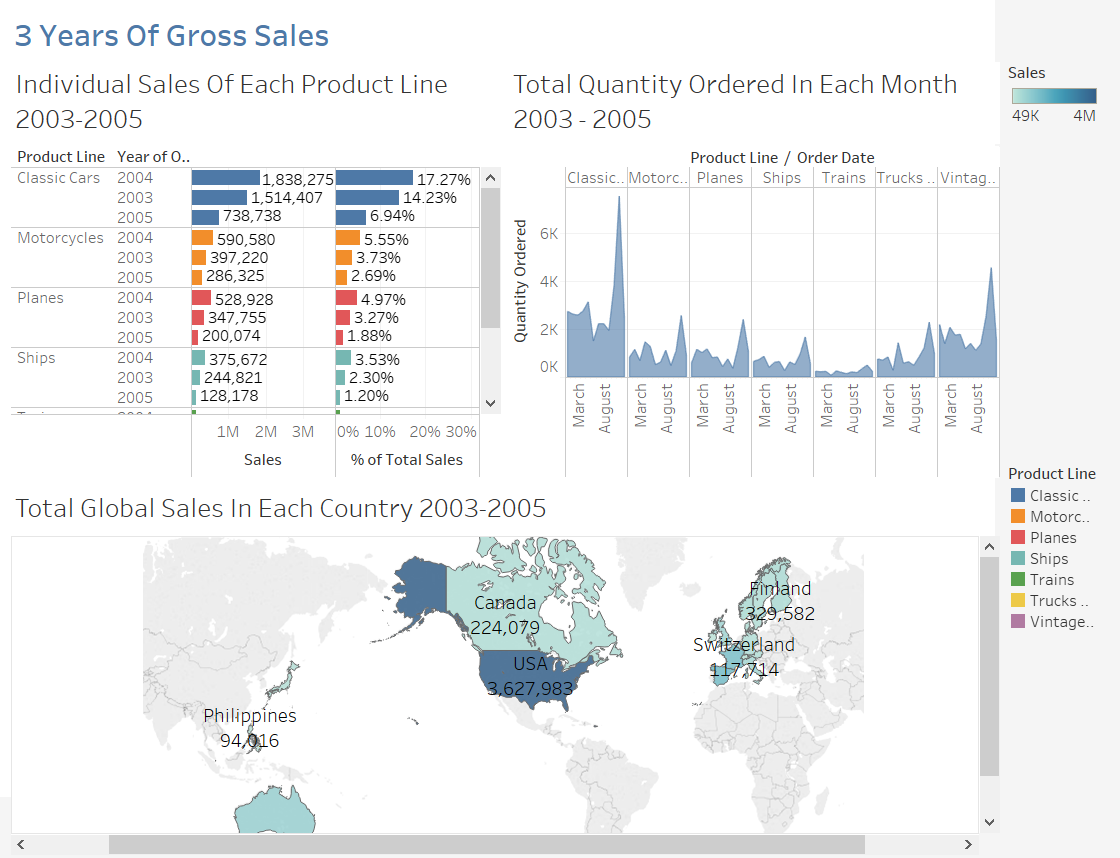 3 Years Of Gross Sales
Individual Sales Of Each Product Line
2003-2005
Product Line Year of O..
Classic Cars 2004 1,838,275 17.27%
2003 1,514,407 14.23%
2005 738,738 6.94%
Motorcycles 2004 590,580 5.55%
2003 397,220 3.73%
2005 286,325 2.69%
Planes 2004 528,928 4.97%
2003 347,755 3.27%
2005 200,074 1.88%
Ships 2004 375,672 3.53%
2003 244,821 2.30%
2005 128,178 1.20%
1M 2M 3M 0% 10% 20% 30%
Sales % of Total Sales
Total Quantity Ordered In Each Month
2003 - 2005
Product Line / Order Date
Classic.. Motorc.. Planes Ships Trains Trucks .. Vintag..
Quantity Ordered
6K
4K
2K
0K
March August March August March August March August March August March August March August
Sales
49K 4M
Total Global Sales In Each Country 2003-2005
Canada
224,079
USA
3,627,983
Philippines
94,016
Finland
329,582
Switzerland
117,714
Product Line
Classic ..
Motorc..
Planes
Ships
Trains
Trucks ..
Vintage..